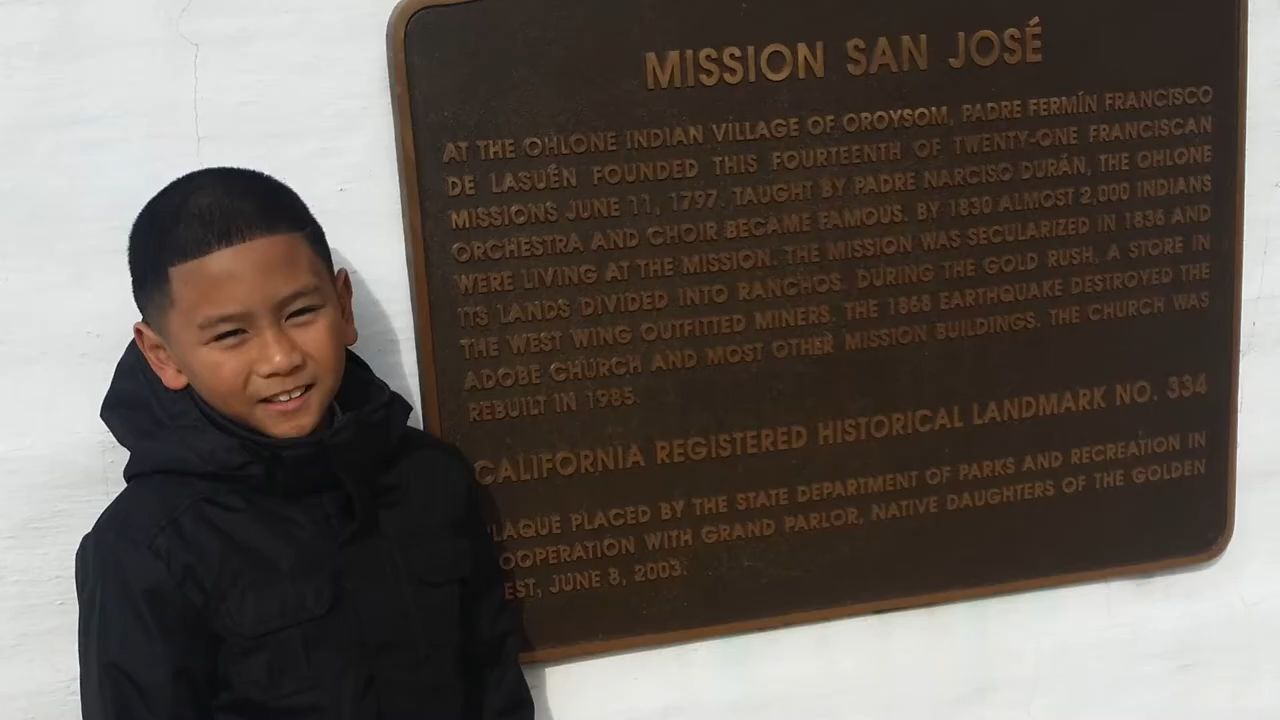 MISSION SAN JOSÉ
AT THE OHLONE INDIAN VILLAGE OF OROYSOM, PADRE FERMÍN FRANCISCO
DE LASUÉN FOUNDED THIS FOURTEENTH OF TWENTY-ONE FRANCISCAN
MISSIONS JUNE 11, 1797. TAUGHT BY PADRE NARCISO DURÁN, THE OHLONE
ORCHESTRA AND CHOIR BECAME FAMOUS. BY 1830 ALMOST 2,000 INDIANS
WERE LIVING AT THE MISSION. THE MISSION WAS SECULARIZED IN 1836 AND
ITS LANDS DIVIDED INTO RANCHOS. DURING THE GOLD RUSH, A STORE IN
THE WEST WING OUTFITTED MINERS. THE 1868 EARTHQUAKE DESTROYED THE
ADOBE CHURCH AND MOST OTHER MISSION BUILDINGS. THE CHURCH WAS
REBUILT IN 1985.
CALIFORNIA REGISTERED HISTORICAL LANDMARK NO. 334
LAQUE PLACED BY THE STATE DEPARTMENT OF PARKS AND RECREATION IN
OOPERATION WITH GRAND PARLOR, NATIVE DAUGHTERS OF THE GOLDEN
EST, JUNE 8, 2003.